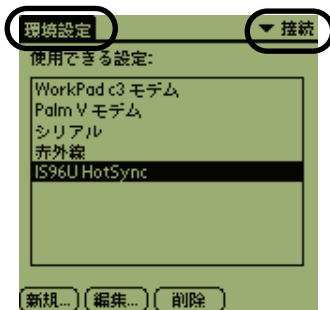 環境設定 ▼ 接続
使用できる設定:
WorkPad c3 モデム
Palm V モデム
シリアル
赤外線
IS96U HotSync
新規... 編集... 削除